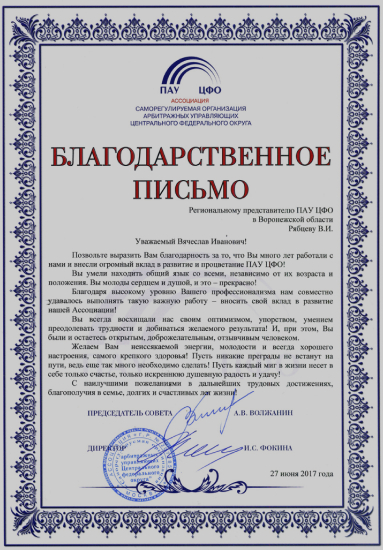 ПАУ ЦФО
АССОЦИАЦИЯ
САМОРЕГУЛИРУЕМАЯ ОРГАНИЗАЦИЯ
АРБИТРАЖНЫХ УПРАВЛЯЮЩИХ
ЦЕНТРАЛЬНОГО ФЕДЕРАЛЬНОГО ОКРУГА
БЛАГОДАРСТВЕННОЕ
ПИСЬМО
Региональному представителю ПАУ ЦФО
в Воронежской области
Рябцеву В.И.
Уважаемый Вячеслав Иванович!
Позвольте выразить Вам благодарность за то, что Вы много лет работали с
нами и внесли огромный вклад в развитие и процветание ПАУ ЦФО!
Вы умели находить общий язык со всеми, независимо от их возраста и
положения. Вы молоды сердцем и душой, и это – прекрасно!
Благодаря высокому уровню Вашего профессионализма нам совместно
удавалось выполнять такую важную работу – вносить свой вклад в развитие
нашей Ассоциации!
Вы всегда восхищали нас своим оптимизмом, упорством, умением
преодолевать трудности и добиваться желаемого результата! И, при этом, Вы
были и остаетесь открытым, доброжелательным, отзывчивым человеком.
Желаем Вам неиссякаемой энергии, молодости и всегда хорошего
настроения, самого крепкого здоровья! Пусть никакие преграды не встанут на
пути, ведь еще так много необходимо сделать! Пусть каждый миг в жизни несет в
себе только счастье, только искреннюю душевную радость и удачу!
С наилучшими пожеланиями в дальнейших трудовых достижениях,
благополучия в семье, долгих и счастливых лет жизни!
ПРЕДСЕДАТЕЛЬ СОВЕТА А.В. ВОЛЖАНИН
ДИРЕКТОР И.С. ФОКИНА
арбитражных
управляющих
Центрального
федерального
округа"
27 июня 2017 года